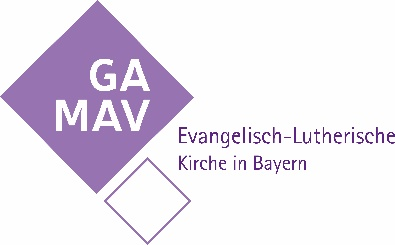 GA
MAV
Evangelisch-Lutherische
Kirche in Bayern